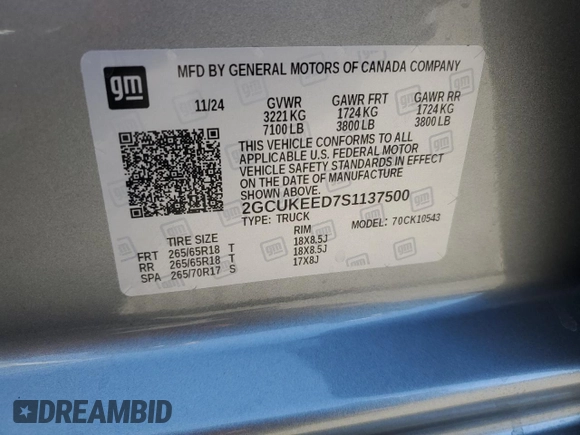 gm
MFD BY GENERAL MOTORS OF CANADA COMPANY
11/24 GVWR GAWR FRT GAWR RR
3221 KG 1724 KG 1724 KG
7100 LB 3800 LB 3800 LB
THIS VEHICLE CONFORMS TO ALL
APPLICABLE U.S. FEDERAL MOTOR
VEHICLE SAFETY STANDARDS IN EFFECT
ON THE DATE OF MANUFACTURE
SHOWN ABOVE.
2GCUKEED7S1137500
TYPE: TRUCK MODEL: 70CK10543
TIRE SIZE RIM
FRT 265/65R18 T 18X8.5J
RR 265/65R18 T 18X8.5J
SPA 265/70R17 S 17X8J
DREAMBID